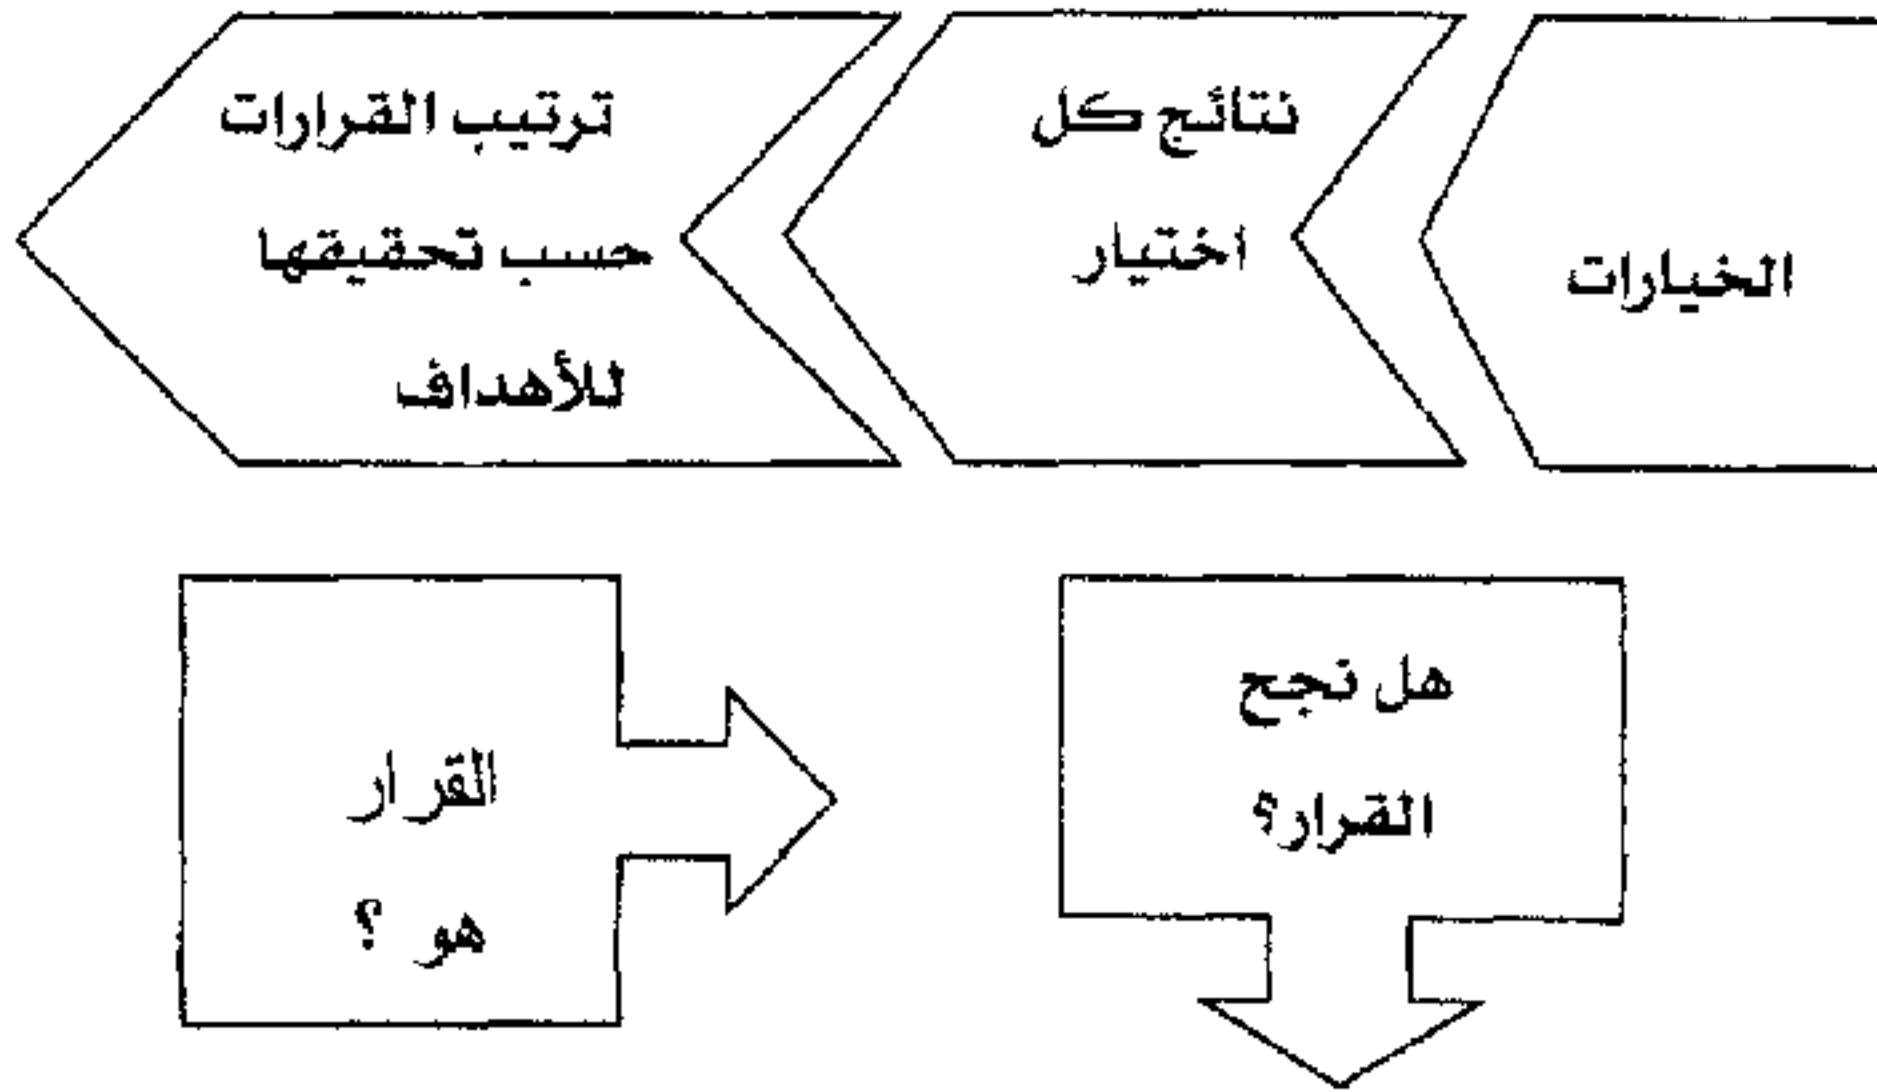 الخيارات
نتائج كل
اختيار
ترتيب القرارات
حسب تحقيقها
للأهداف
القرار
هو ؟
هل نجح
القرار؟